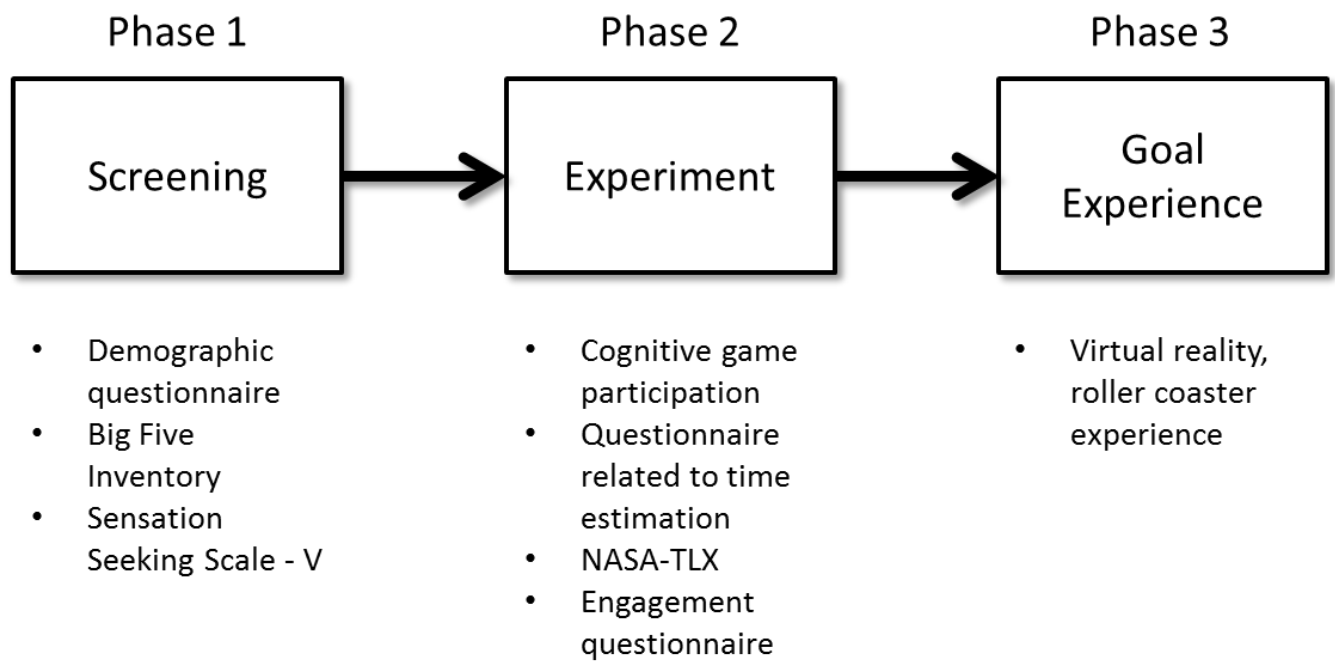 Phase 1
Phase 2
Phase 3
Screening
Experiment
Goal
Experience
• Demographic
questionnaire
• Big Five
Inventory
• Sensation
Seeking Scale - V
• Cognitive game
participation
• Questionnaire
related to time
estimation
• NASA-TLX
• Engagement
questionnaire
• Virtual reality,
roller coaster
experience